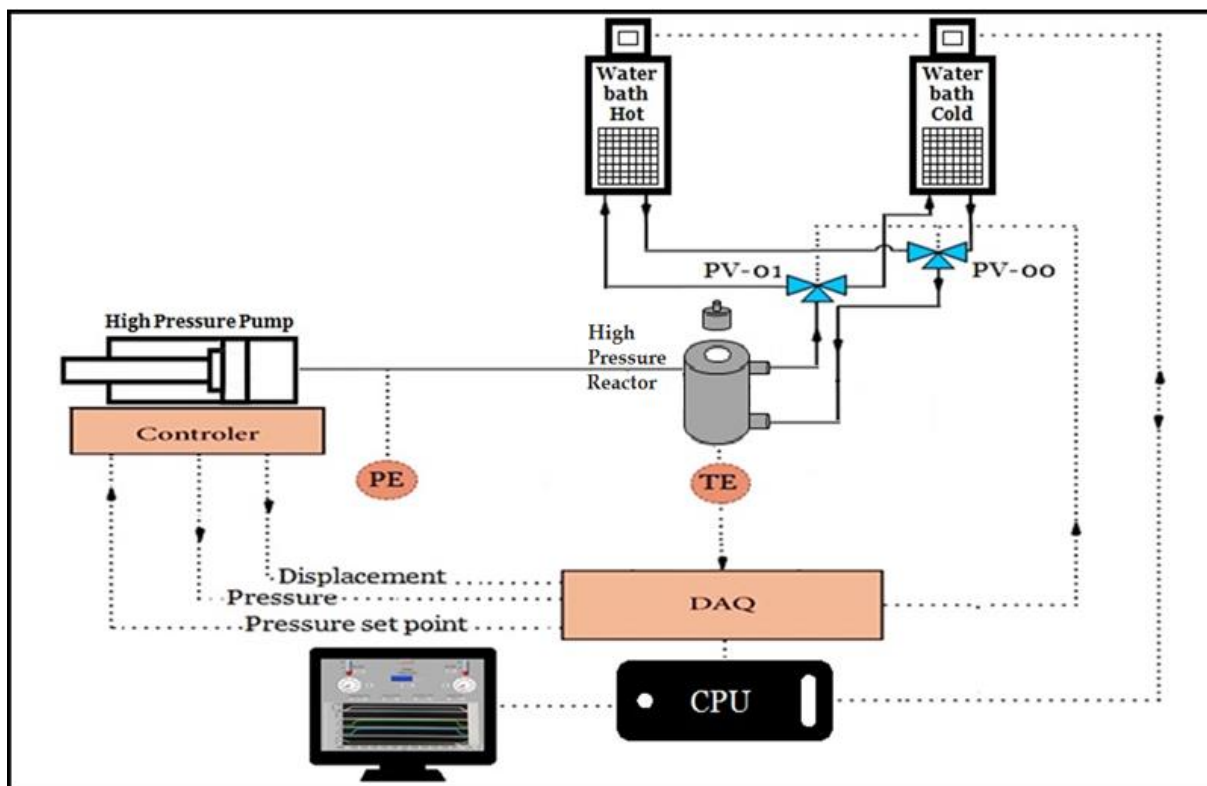 Water
bath
Hot
Water
bath
Cold
PV-01
PV-00
High Pressure Pump
High
Pressure
Reactor
Controler
PE
TE
Displacement
Pressure
Pressure set point
DAQ
CPU